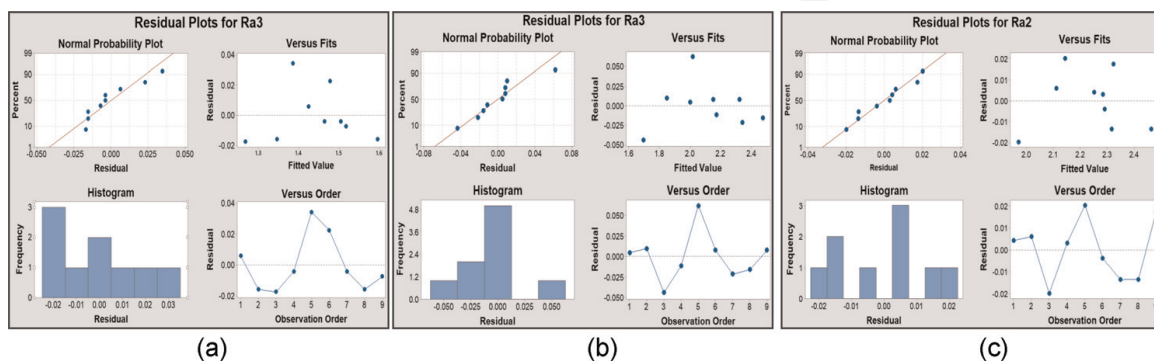 Residual Plots for Ra3
Normal Probability Plot
Versus Fits
Percent
99
90
50
10
1
-0.050
-0.025
0.000
0.025
0.050
Residual
Residual
0.04
0.02
0.00
-0.02
1.3
1.4
1.5
1.6
Fitted Value
Histogram
Versus Order
Frequency
3
2
1
0
-0.02
-0.01
0.00
0.01
0.02
0.03
Residual
Residual
0.04
0.02
0.00
-0.02
1 2 3 4 5 6 7 8 9
Observation Order
(a)
Residual Plots for Ra3
Normal Probability Plot
Versus Fits
Percent
99
90
50
10
1
-0.08
-0.04
0.00
0.04
0.08
Residual
Residual
0.050
0.025
0.000
-0.025
-0.050
1.6
1.8
2.0
2.2
2.4
Fitted Value
Histogram
Versus Order
Frequency
4.8
3.6
2.4
1.2
0.0
-0.050
-0.025
0.000
0.025
0.050
Residual
Residual
0.050
0.025
0.000
-0.025
-0.050
1 2 3 4 5 6 7 8 9
Observation Order
(b)
Residual Plots for Ra2
Normal Probability Plot
Versus Fits
Percent
99
90
50
10
1
-0.04
-0.02
0.00
0.02
0.04
Residual
Residual
0.02
0.01
0.00
-0.01
-0.02
2.0
2.1
2.2
2.3
2.4
Fitted Value
Histogram
Versus Order
Frequency
3
2
1
0
-0.02
-0.01
0.00
0.01
0.02
Residual
Residual
0.02
0.01
0.00
-0.01
-0.02
1 2 3 4 5 6 7 8
Observation Order
(c)